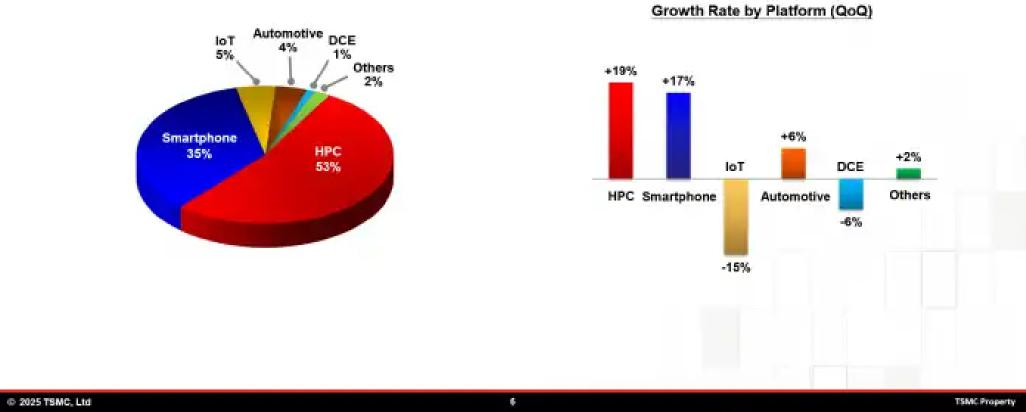 Growth Rate by Platform (QoQ)
IoT
5%
Automotive
4%
DCE
1%
Others
2%
Smartphone
35%
HPC
53%
+19%
+17%
IoT
+6%
DCE
+2%
HPC
Smartphone
Automotive
Others
-6%
-15%
© 2025 TSMC, Ltd
6
TSMC Property